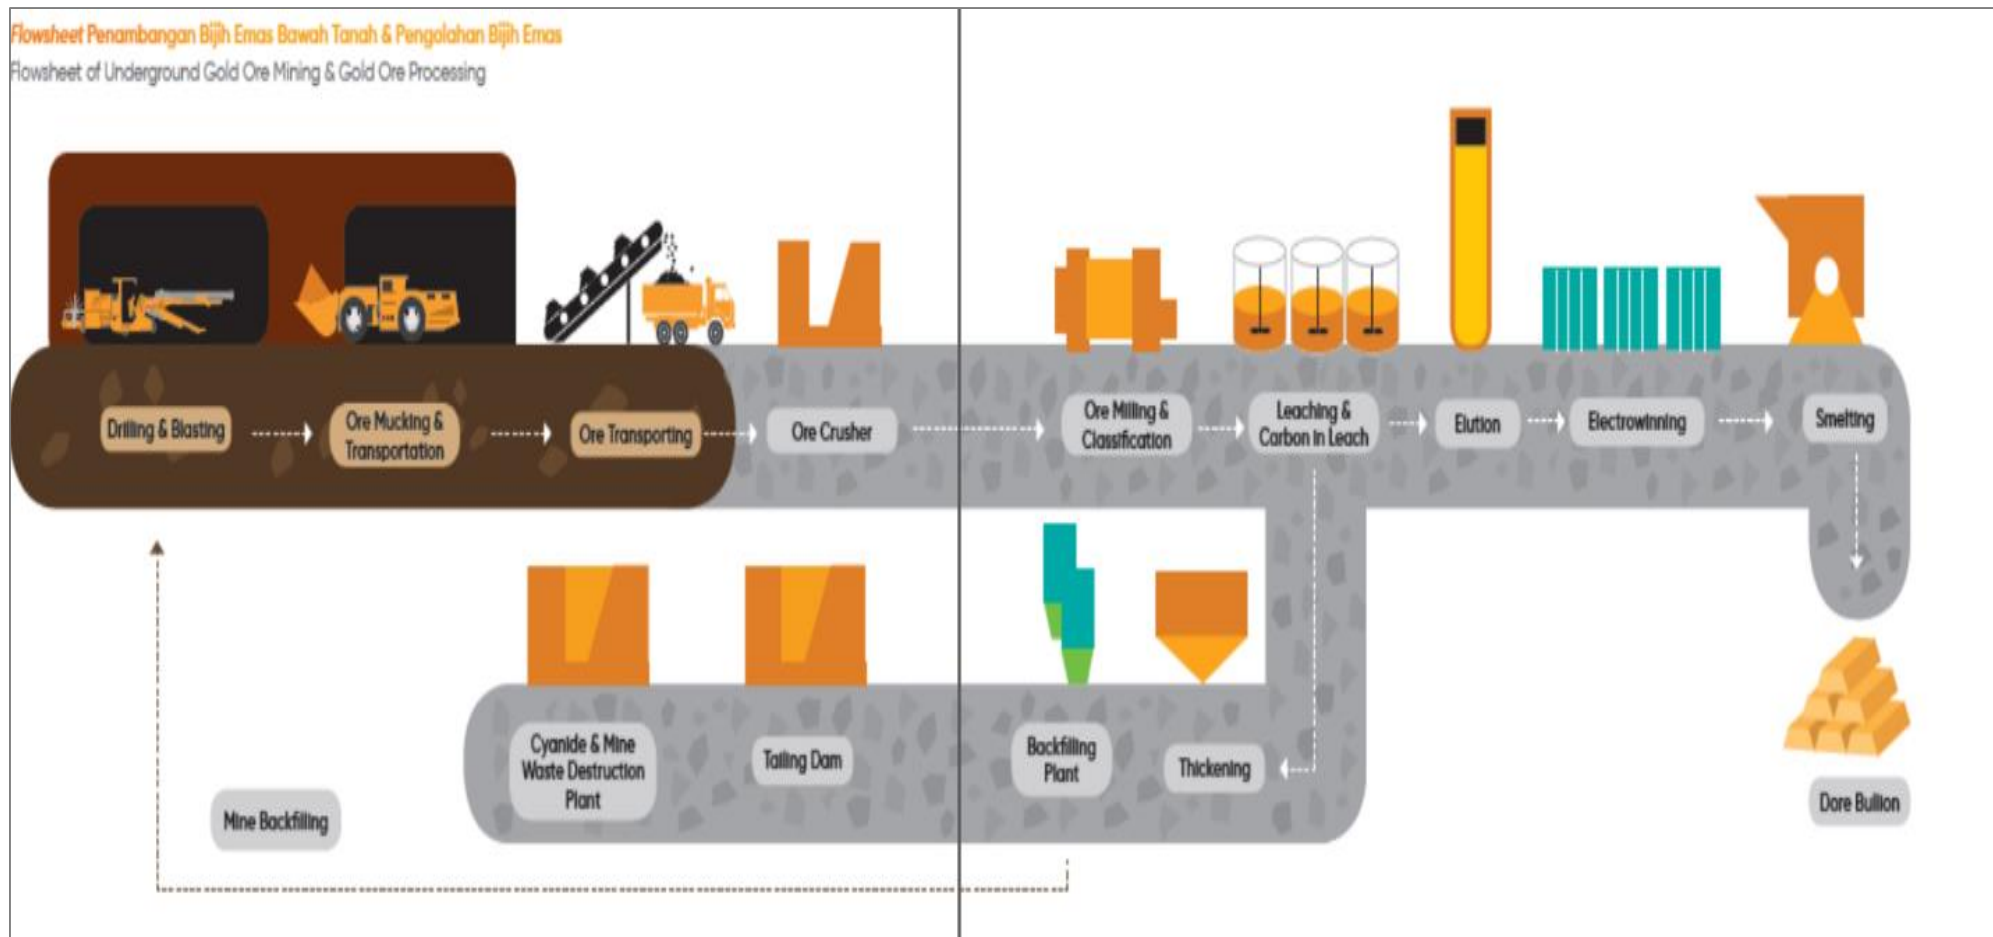 Flowsheet Penambangan Bijih Emas Bawah Tanah & Pengolahan Bijih Emas
Flowsheet of Underground Gold Ore Mining & Gold Ore Processing
Drilling & Blasting
Ore Mucking &
Transportation
Ore Transporting
Ore Crusher
Ore Milling &
Classification
Leaching &
Carbon in Leach
Elution
Electrowinning
Smelting
Cyanide & Mine
Waste Destruction
Plant
Tailing Dam
Backfilling
Plant
Thickening
Mine Backfilling
Dore Bullion